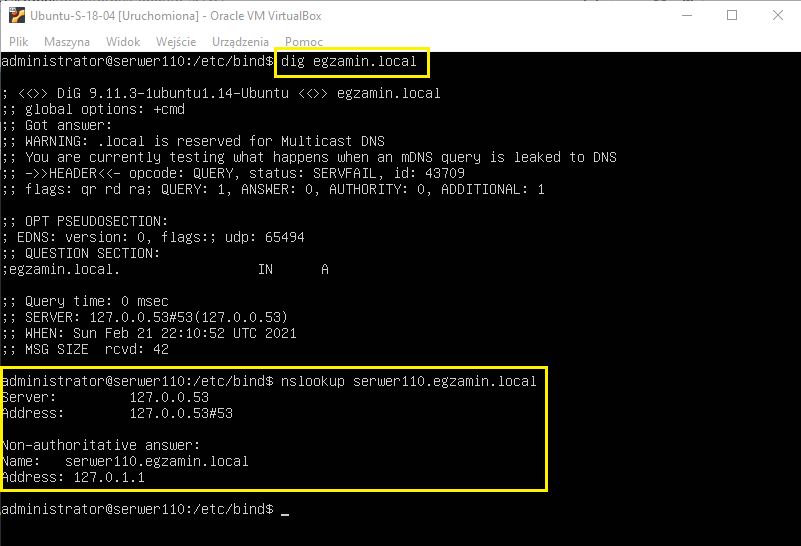 Ubuntu-S-18-04 [Uruchomiona] - Oracle VM VirtualBox
Plik Maszyna Widok Wejście Urządzenia Pomoc
administrator@serwer110:/etc/bind$ dig egzamin.local

; <<>> DiG 9.11.3-1ubuntu1.14-Ubuntu <<>> egzamin.local
;; global options: +cmd
;; Got answer:
;; WARNING: .local is reserved for Multicast DNS
;; You are currently testing what happens when an mDNS query is leaked to DNS
;; ->>HEADER<<- opcode: QUERY, status: SERVFAIL, id: 43709
;; flags: qr rd ra; QUERY: 1, ANSWER: 0, AUTHORITY: 0, ADDITIONAL: 1

;; OPT PSEUDOSECTION:
; EDNS: version: 0, flags:; udp: 65494
;; QUESTION SECTION:
;egzamin.local. IN A

;; Query time: 0 msec
;; SERVER: 127.0.0.53#53(127.0.0.53)
;; WHEN: Sun Feb 21 22:10:52 UTC 2021
;; MSG SIZE rcvd: 42

administrator@serwer110:/etc/bind$ nslookup serwer110.egzamin.local
Server: 127.0.0.53
Address: 127.0.0.53#53

Non-authoritative answer:
Name: serwer110.egzamin.local
Address: 127.0.1.1

administrator@serwer110:/etc/bind$ _